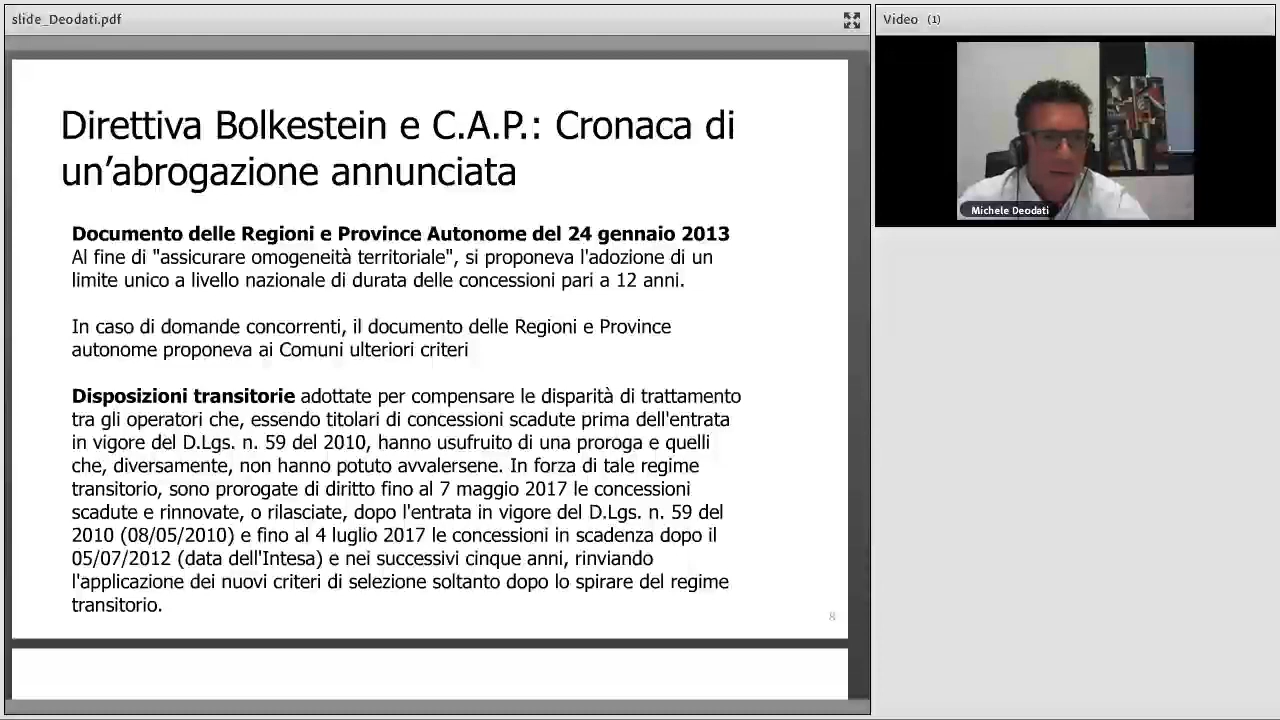 slide_Deodati.pdf
Video (1)
Direttiva Bolkestein e C.A.P.: Cronaca di
un’abrogazione annunciata
Documento delle Regioni e Province Autonome del 24 gennaio 2013
Al fine di "assicurare omogeneità territoriale", si proponeva l'adozione di un
limite unico a livello nazionale di durata delle concessioni pari a 12 anni.
In caso di domande concorrenti, il documento delle Regioni e Province
autonome proponeva ai Comuni ulteriori criteri
Disposizioni transitorie adottate per compensare le disparità di trattamento
tra gli operatori che, essendo titolari di concessioni scadute prima dell'entrata
in vigore del D.Lgs. n. 59 del 2010, hanno usufruito di una proroga e quelli
che, diversamente, non hanno potuto avvalersene. In forza di tale regime
transitorio, sono prorogate di diritto fino al 7 maggio 2017 le concessioni
scadute e rinnovate, o rilasciate, dopo l'entrata in vigore del D.Lgs. n. 59 del
2010 (08/05/2010) e fino al 4 luglio 2017 le concessioni in scadenza dopo il
05/07/2012 (data dell'Intesa) e nei successivi cinque anni, rinviando
l'applicazione dei nuovi criteri di selezione soltanto dopo lo spirare del regime
transitorio.
8
Michele Deodati